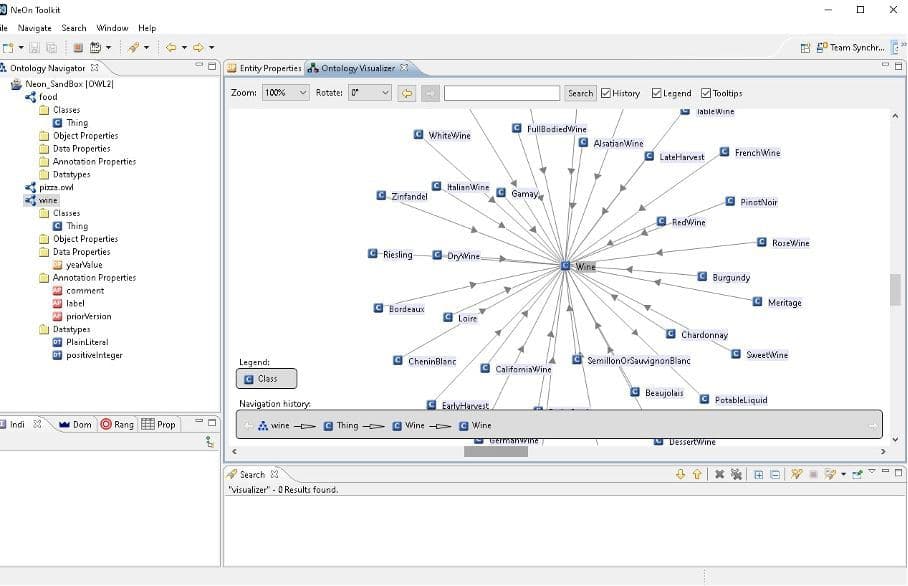 NeOn Toolkit
ile Navigate Search Window Help
Team Synchr...
Ontology Navigator
Neon_SandBox [OWL2]
food
Classes
Thing
Object Properties
Data Properties
Annotation Properties
Datatypes
pizza.owl
wine
Classes
Thing
Object Properties
Data Properties
yearValue
Annotation Properties
comment
label
priorVersion
Datatypes
PlainLiteral
positiveInteger
Indi Dom Rang Prop
Entity Properties Ontology Visualizer
Zoom: 100% Rotate: 0° Search History Legend Tooltips
TableWine
WhiteWine FullBodiedWine
AlsatianWine
LateHarvest FrenchWine
ItalianWine Gamay
Zinfandel PinotNoir
RedWine
RoseWine
Riesling DryWine
Wine
Burgundy
Meritage
Bordeaux
Loire
Chardonnay
SweetWine
CheninBlanc SemillonOrSauvignonBlanc
CaliforniaWine
Beaujolais
PotableLiquid
EarlyHarvest
GermanWine DessertWine
Legend:
C Class
Navigation history:
wine Thing Wine Wine
Search
"visualizer" - 0 Results found.